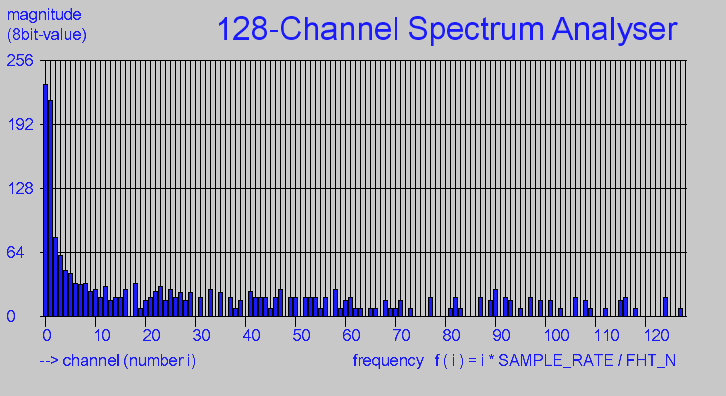 magnitude
(8bit-value)
128-Channel Spectrum Analyser
256
192
128
64
0
0 10 20 30 40 50 60 70 80 90 100 110 120
--> channel (number i) frequency f ( i ) = i * SAMPLE_RATE / FHT_N